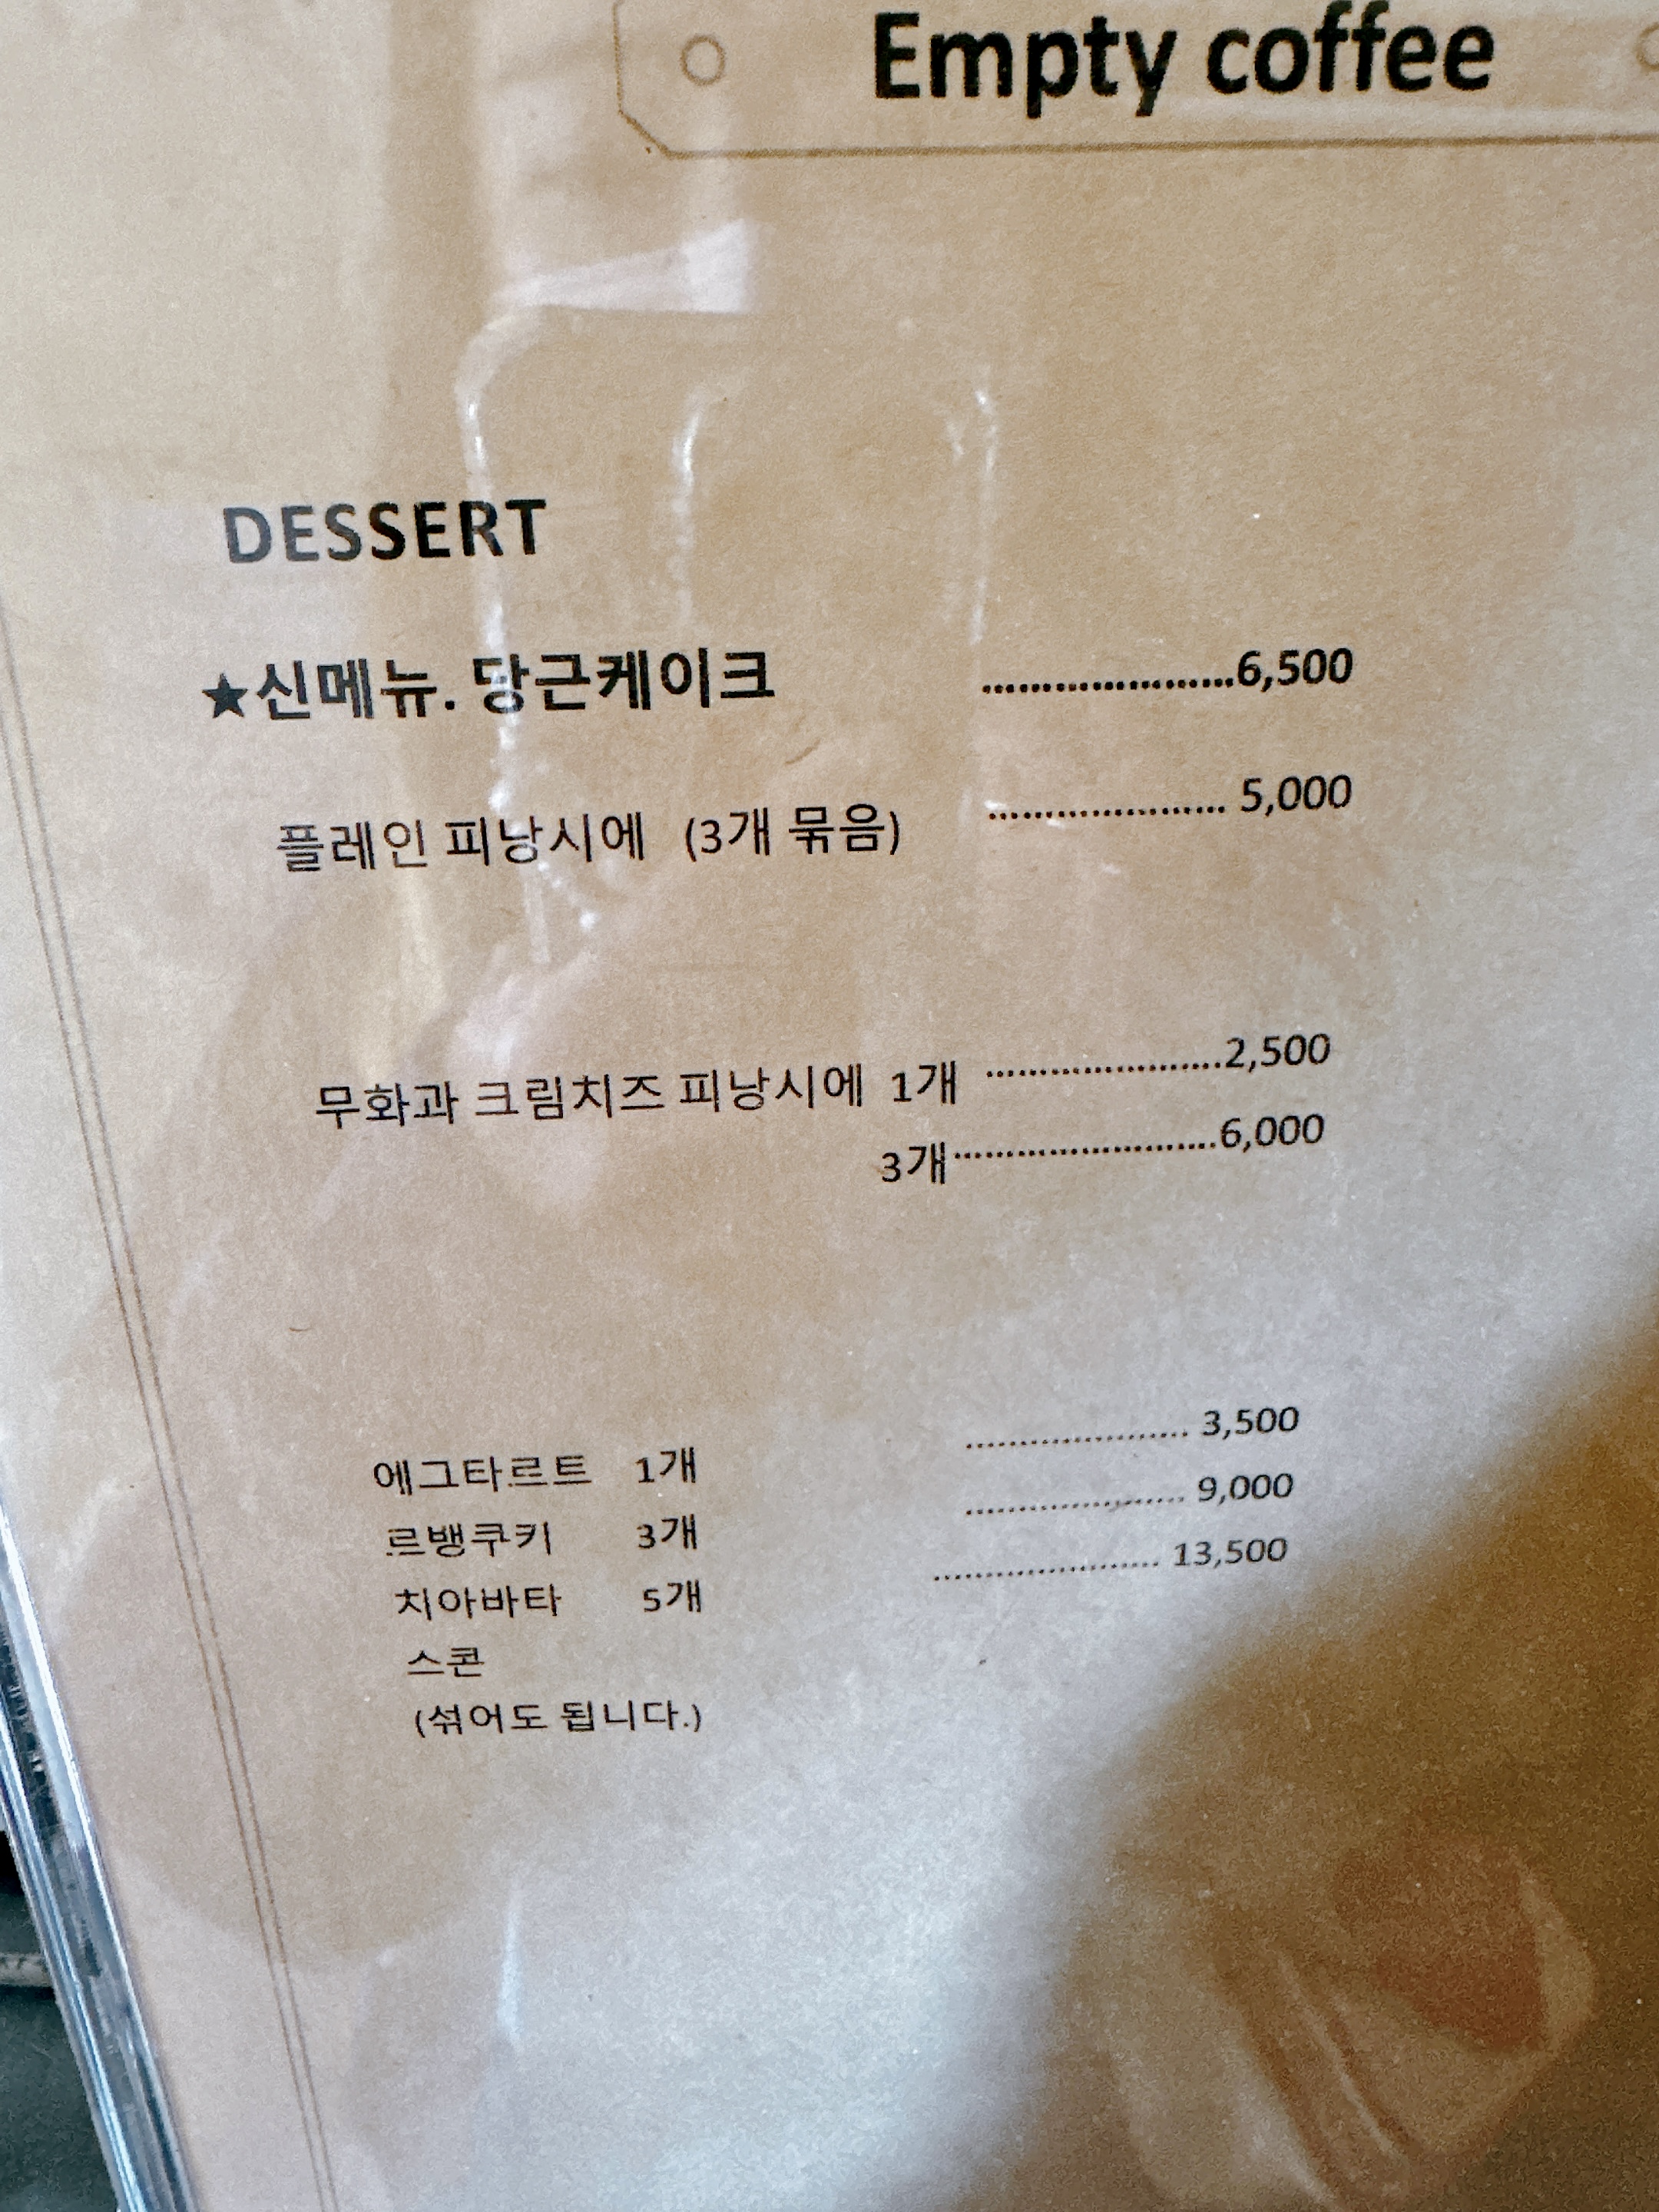 Empty coffee
DESSERT
★신메뉴. 당근케이크 ........................6,500
플레인 피낭시에 (3개 묶음) ........................ 5,000
무화과 크림치즈 피낭시에 1개 ........................2,500
3개..........................6,000
에그타르트 1개 ........................ 3,500
르뱅쿠키 3개 ........................ 9,000
치아바타 5개 ........................ 13,500
스콘
(섞어도 됩니다.)